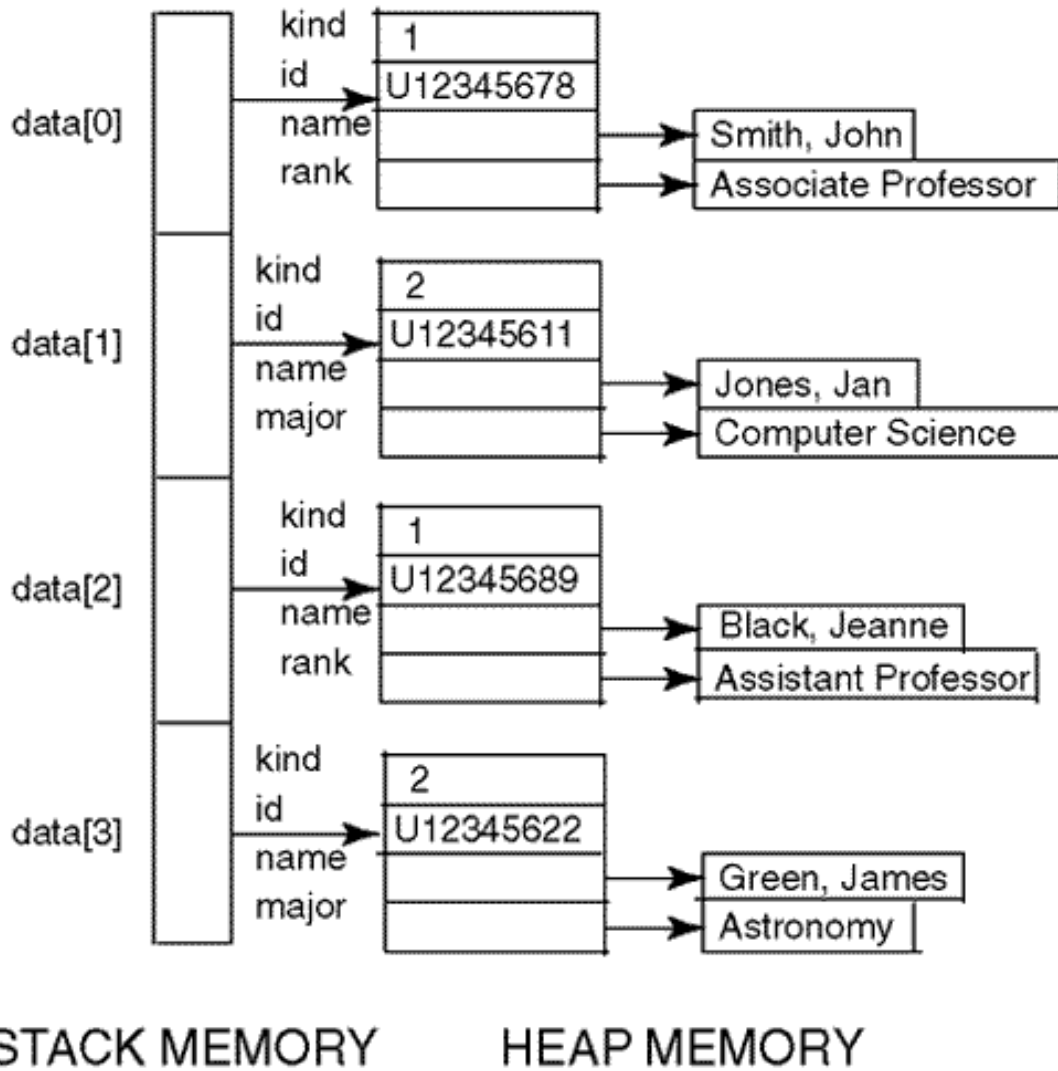 kind 1
id U12345678
data[0]
name Smith, John
rank Associate Professor
kind 2
id U12345611
data[1]
name Jones, Jan
major Computer Science
kind 1
id U12345689
data[2]
name Black, Jeanne
rank Assistant Professor
kind 2
id U12345622
data[3]
name Green, James
major Astronomy
STACK MEMORY HEAP MEMORY